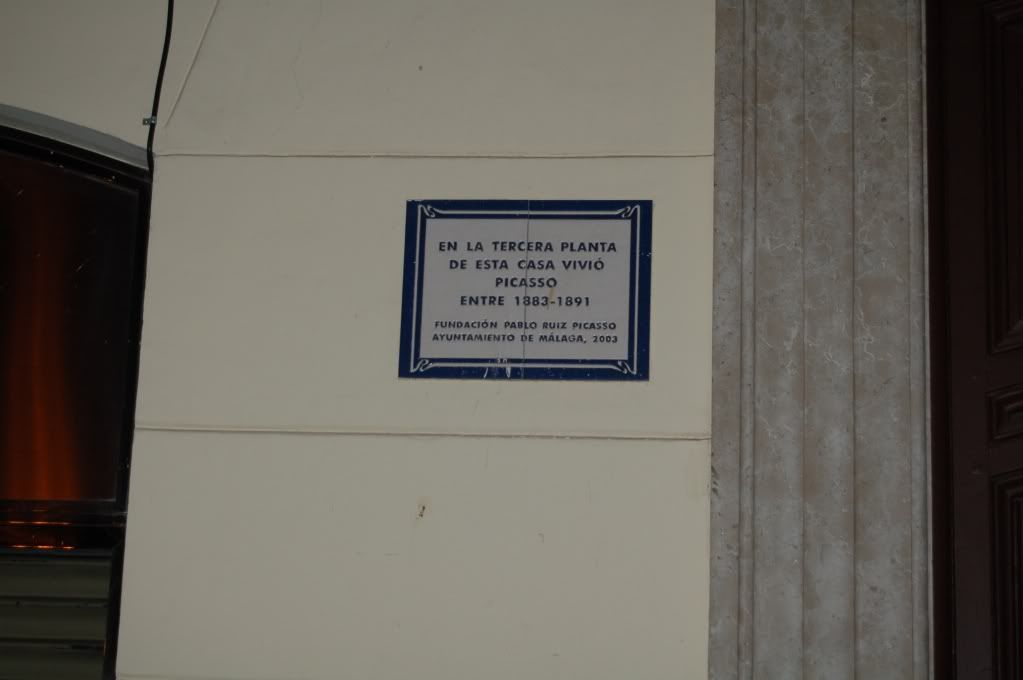 EN LA TERCERA PLANTA
DE ESTA CASA VIVIÓ
PICASSO
ENTRE 1883-1891
FUNDACIÓN PABLO RUIZ PICASSO
AYUNTAMIENTO DE MÁLAGA, 2003